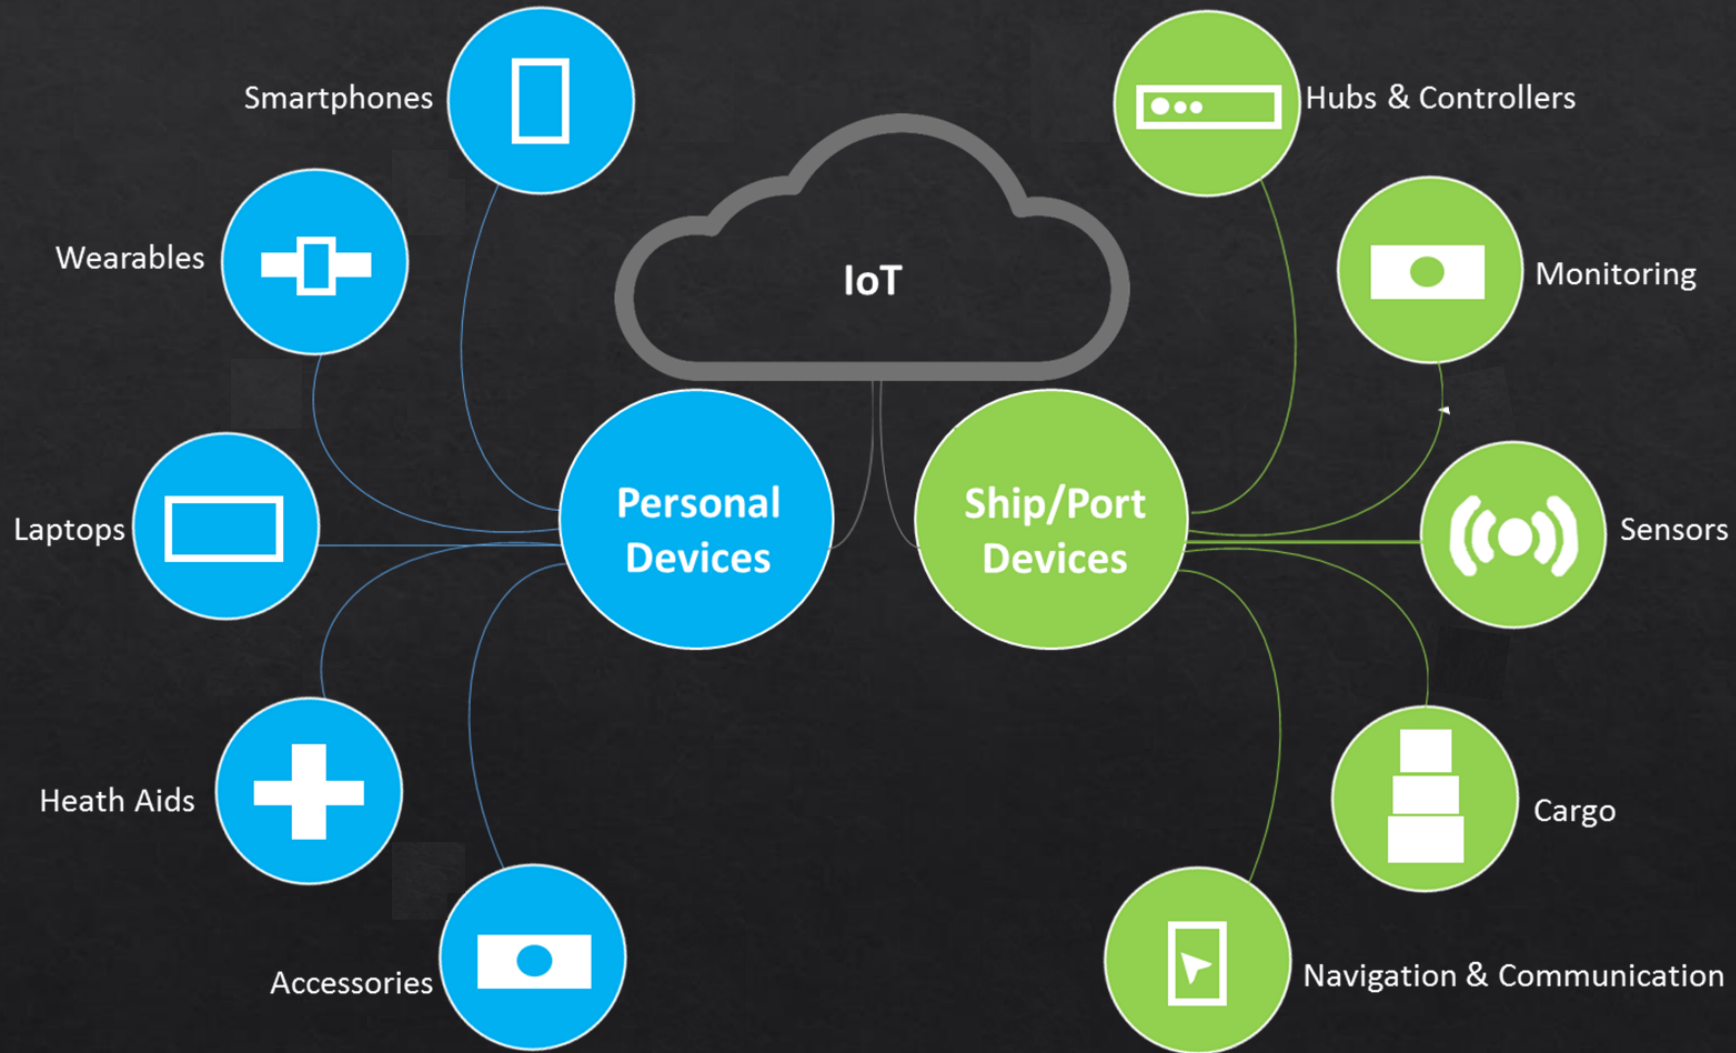 Smartphones
Hubs & Controllers
Wearables
IoT
Monitoring
Personal
Devices
Ship/Port
Devices
Laptops
Sensors
Heath Aids
Cargo
Accessories
Navigation & Communication